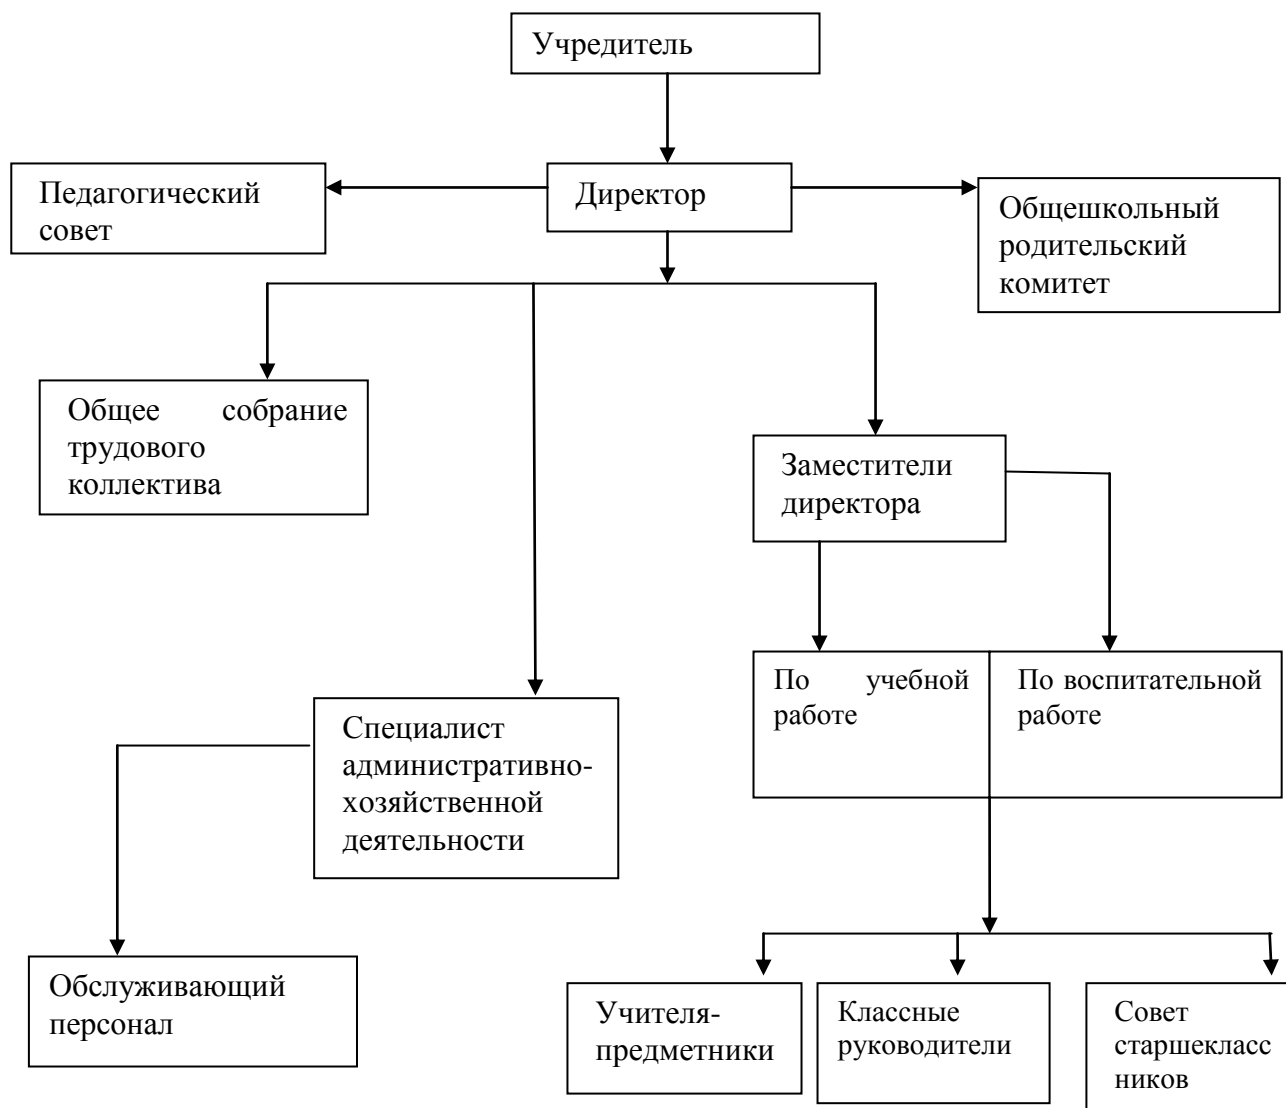 Учредитель
Педагогический
совет
Директор
Общешкольный
родительский
комитет
Общее собрание
трудового
коллектива
Заместители
директора
По учебной
работе
По воспитательной
работе
Специалист
административно-
хозяйственной
деятельности
Обслуживающий
персонал
Учителя-
предметники
Классные
руководители
Совет
старшекласс
ников